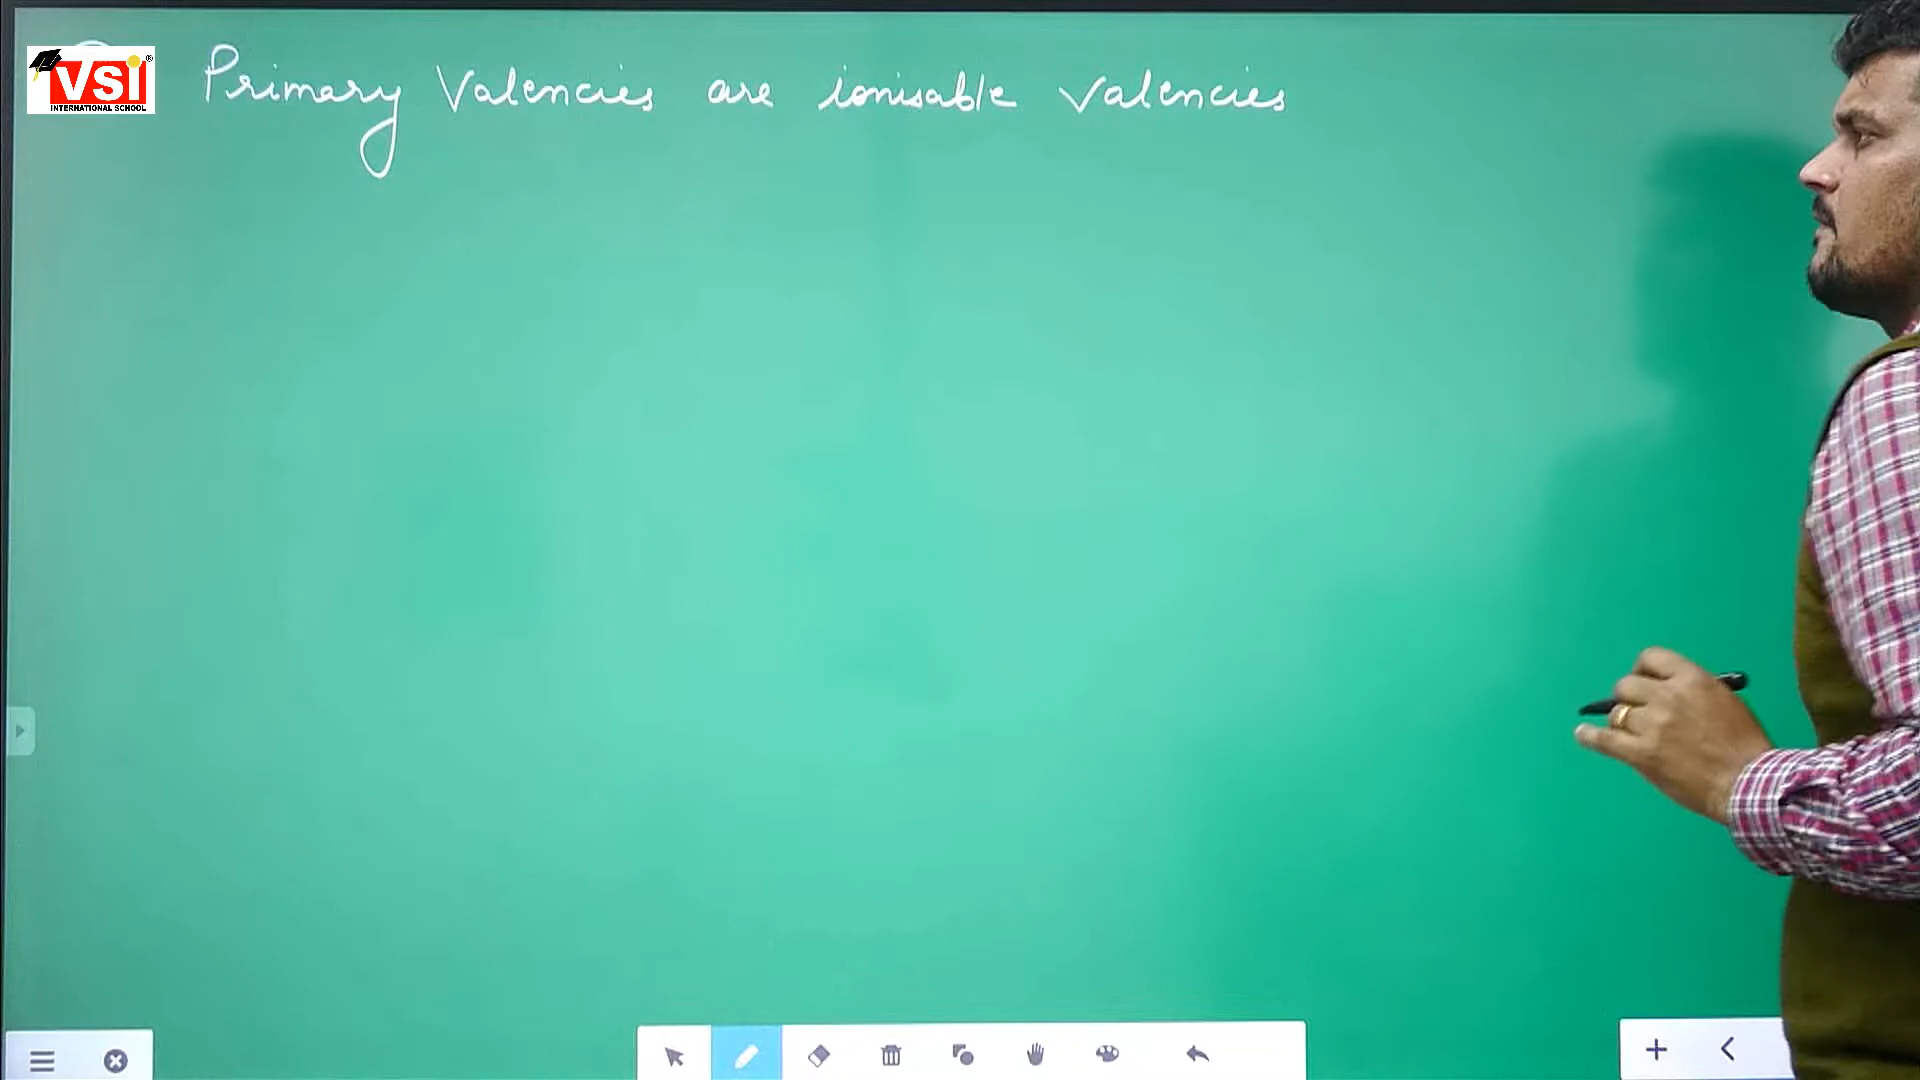 VSI
INTERNATIONAL SCHOOL
Primary Valencies are ionisable valencies